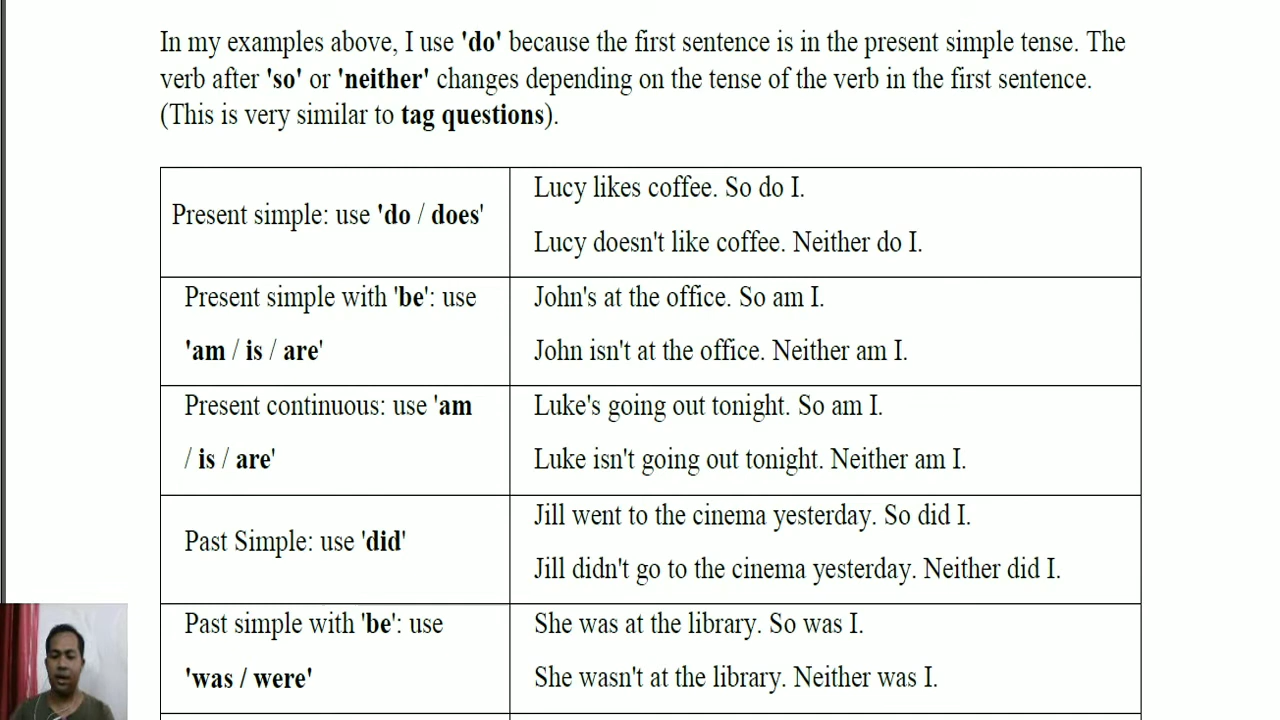 In my examples above, I use 'do' because the first sentence is in the present simple tense. The
verb after 'so' or 'neither' changes depending on the tense of the verb in the first sentence.
(This is very similar to tag questions).
Present simple: use 'do / does'
Lucy likes coffee. So do I.
Lucy doesn't like coffee. Neither do I.
Present simple with 'be': use
'am / is / are'
John's at the office. So am I.
John isn't at the office. Neither am I.
Present continuous: use 'am
/ is / are'
Luke's going out tonight. So am I.
Luke isn't going out tonight. Neither am I.
Past Simple: use 'did'
Jill went to the cinema yesterday. So did I.
Jill didn't go to the cinema yesterday. Neither did I.
Past simple with 'be': use
'was / were'
She was at the library. So was I.
She wasn't at the library. Neither was I.